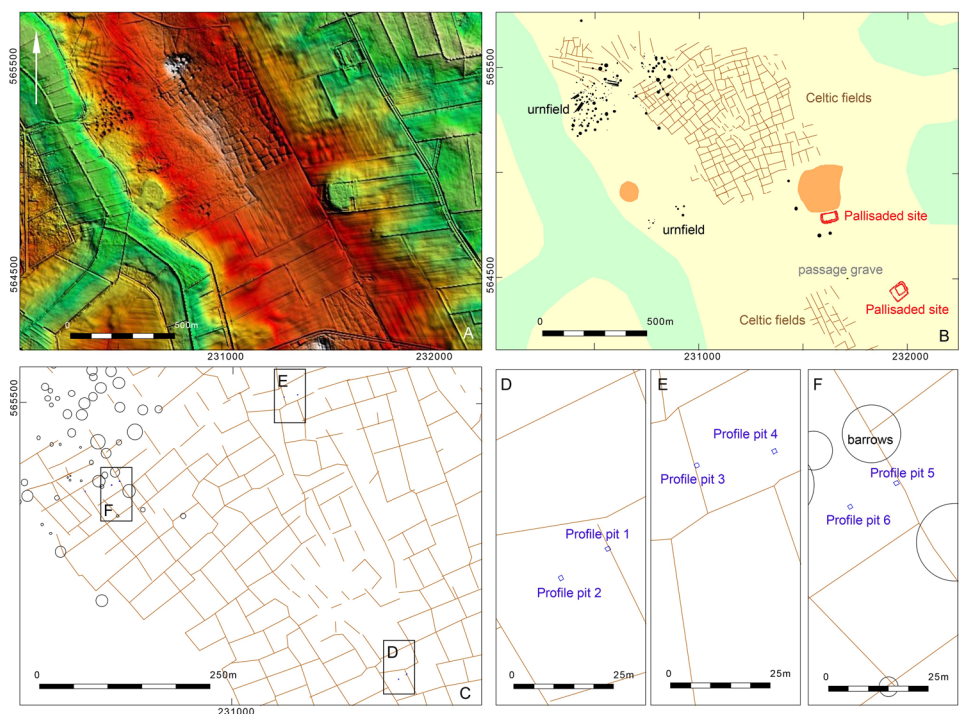 565500
564500
0
500m
A
231000
232000
565500
564500
urnfield
Celtic fields
Pallisaded site
urnfield
passage grave
Pallisaded site
Celtic fields
0
500m
B
231000
232000
565500
E
F
D
0
250m
C
231000
D
Profile pit 1
Profile pit 2
0
25m
E
Profile pit 4
Profile pit 3
0
25m
F
barrows
Profile pit 5
Profile pit 6
0
25m